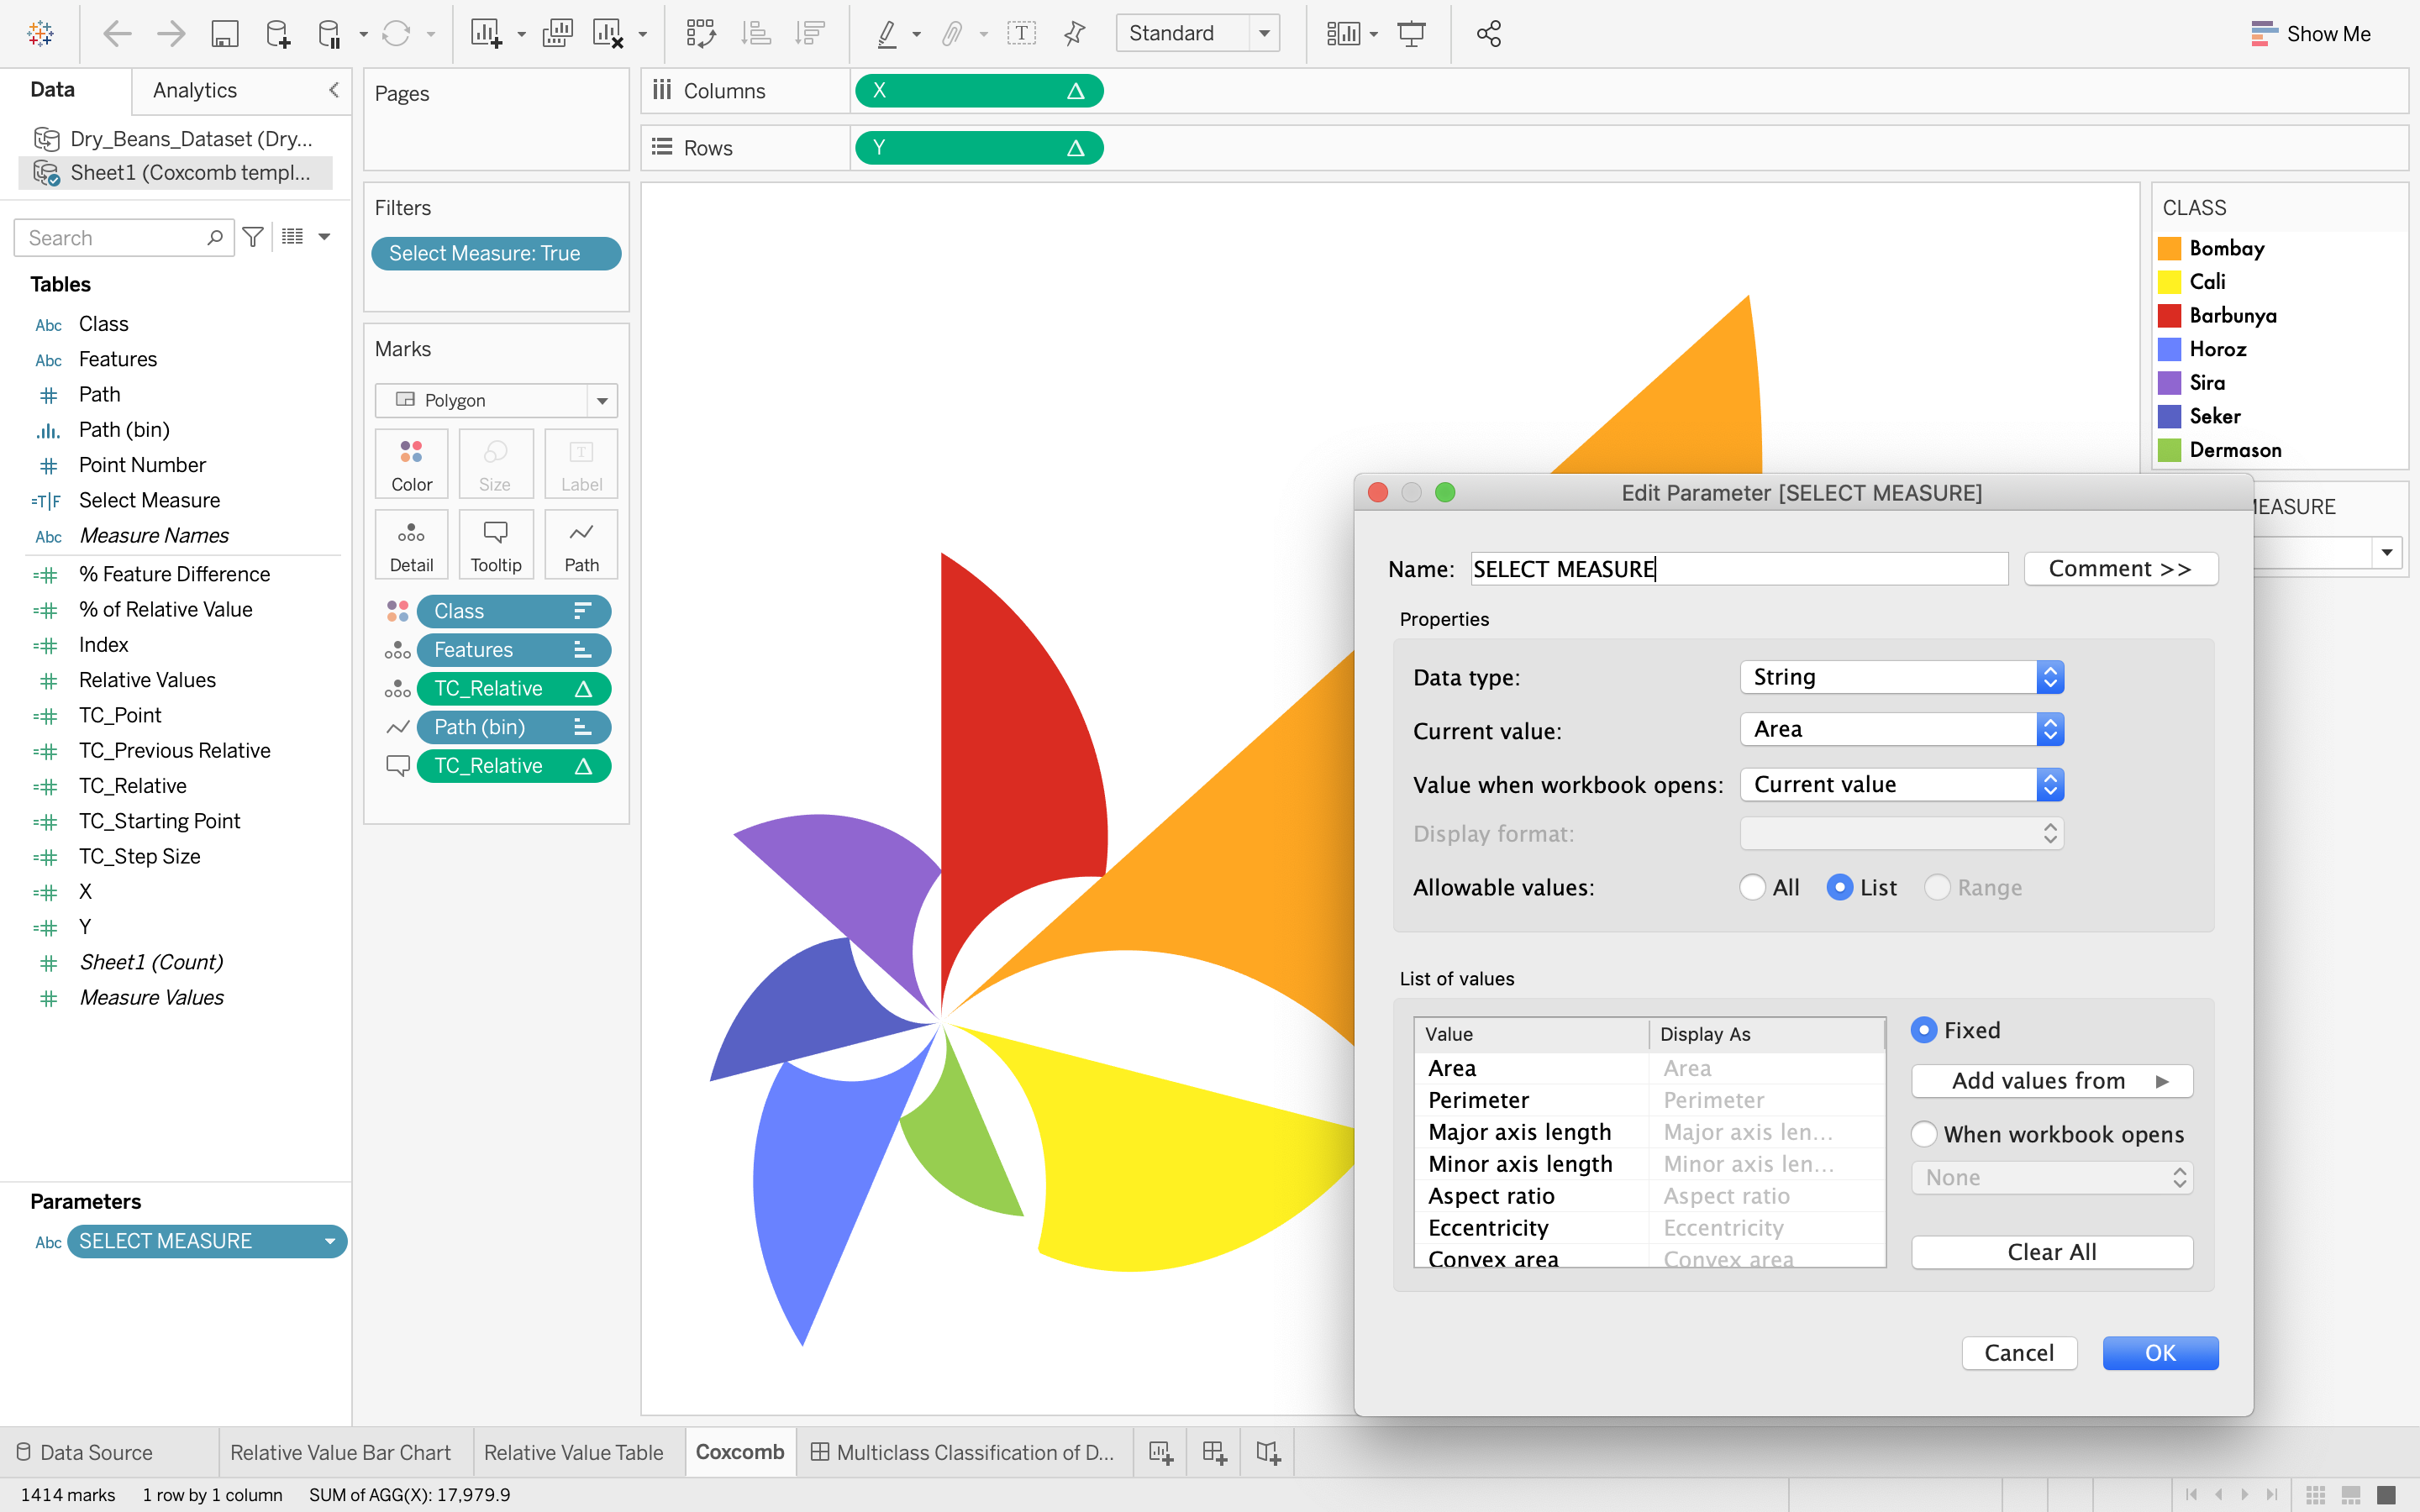 Standard
Show Me
Data
Analytics
Dry_Beans_Dataset (Dry...
Sheet1 (Coxcomb templ...
Search
Tables
Abc Class
Abc Features
Path
Path (bin)
Point Number
=T|F Select Measure
Abc Measure Names
% Feature Difference
% of Relative Value
Index
Relative Values
TC_Point
TC_Previous Relative
TC_Relative
TC_Starting Point
TC_Step Size
X
Y
Sheet1 (Count)
Measure Values
Parameters
Abc SELECT MEASURE
Pages
Filters
Select Measure: True
Marks
Polygon
Color
Size
Label
Detail
Tooltip
Path
Class
Features
TC_Relative
Path (bin)
TC_Relative
Columns
X
Rows
Y
CLASS
Bombay
Cali
Barbunya
Horoz
Sira
Seker
Dermason
MEASURE
Edit Parameter [SELECT MEASURE]
Name: SELECT MEASURE
Comment >>
Properties
Data type: String
Current value: Area
Value when workbook opens: Current value
Display format:
Allowable values: All List Range
List of values
Value Display As
Area Area
Perimeter Perimeter
Major axis length Major axis len...
Minor axis length Minor axis len...
Aspect ratio Aspect ratio
Eccentricity Eccentricity
Convex area Convex area
Fixed
Add values from
When workbook opens
None
Clear All
Cancel
OK
Data Source
Relative Value Bar Chart
Relative Value Table
Coxcomb
Multiclass Classification of D...
1414 marks 1 row by 1 column SUM of AGG(X): 17,979.9